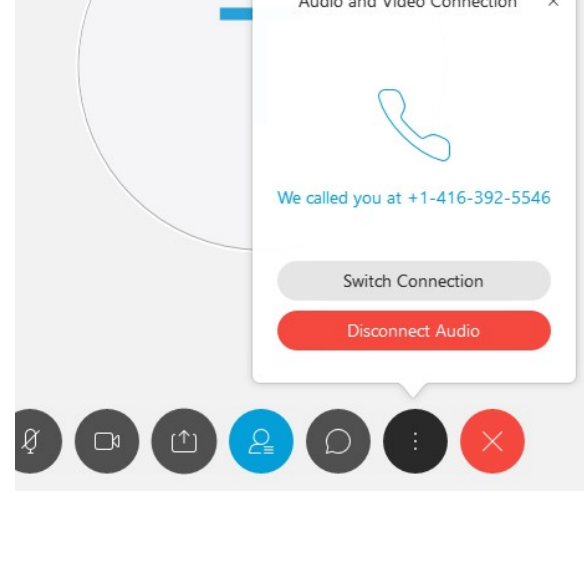 Audio and Video Connection
We called you at +1-416-392-5546
Switch Connection
Disconnect Audio